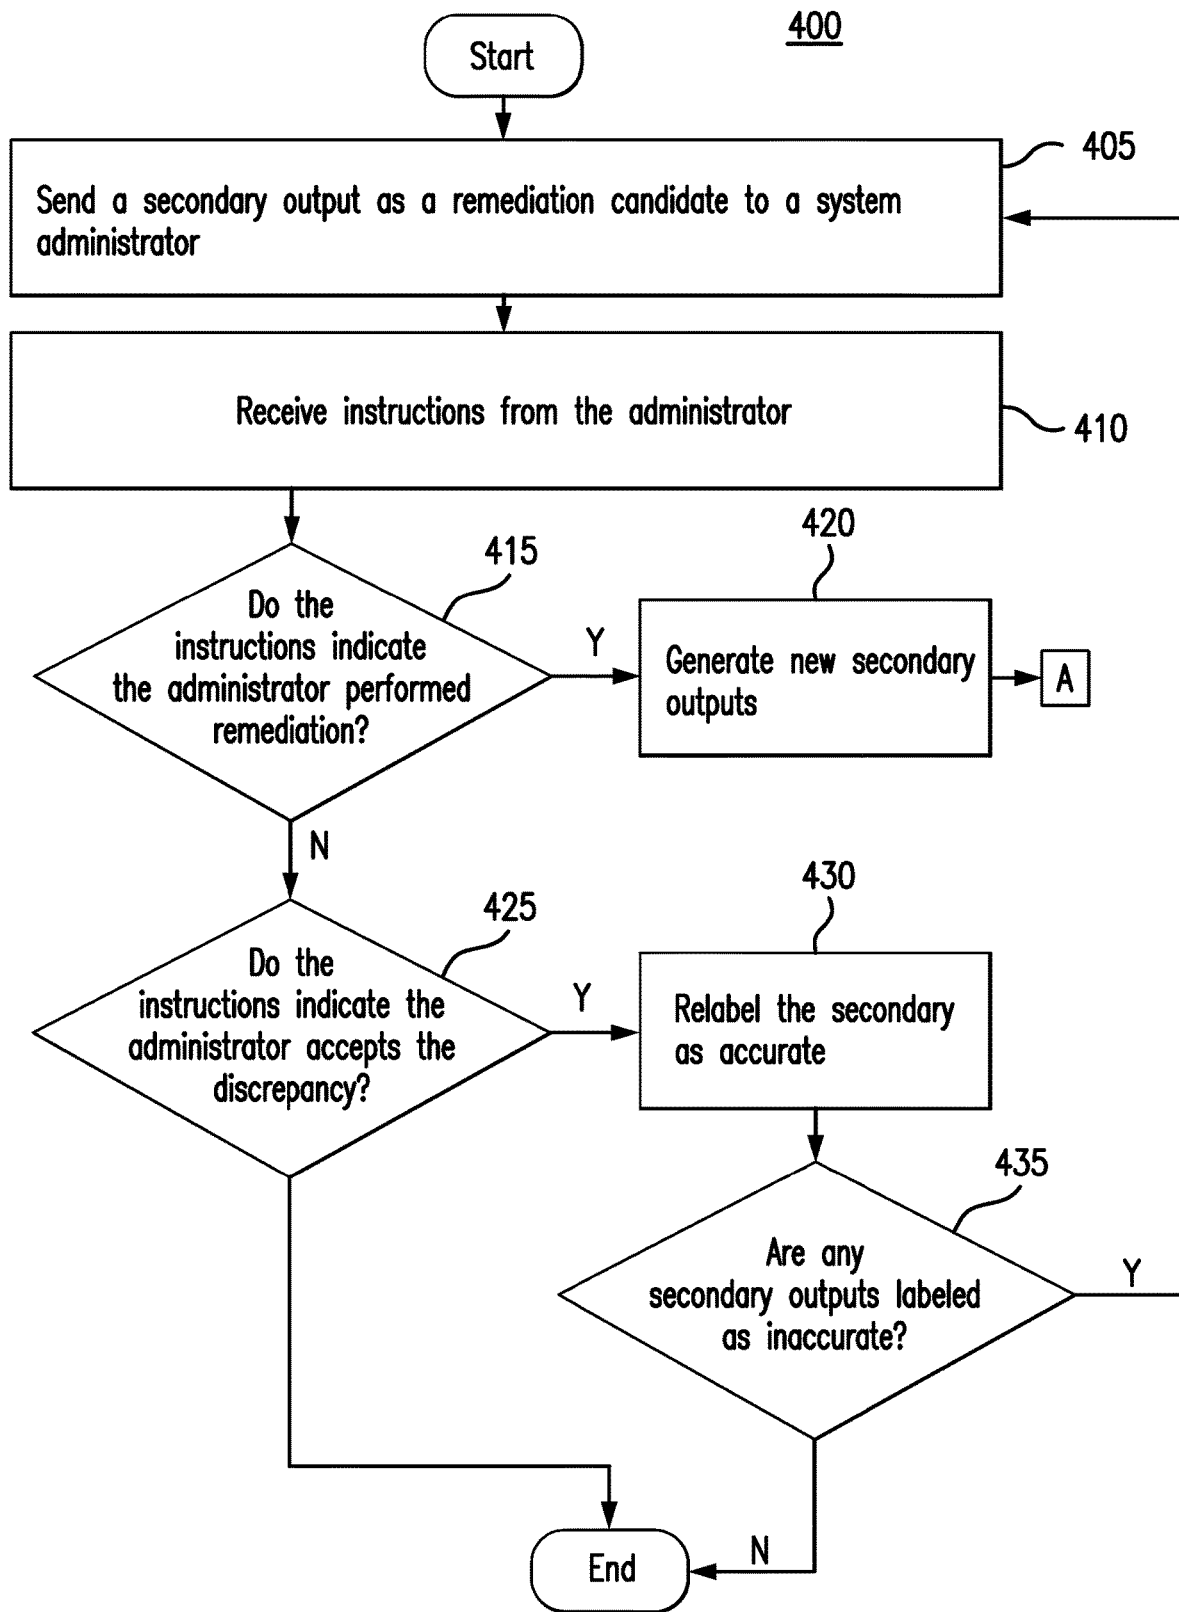 400
Start
405
Send a secondary output as a remediation candidate to a system
administrator
Receive instructions from the administrator
410
415
Do the
instructions indicate
the administrator performed
remediation?
Y
420
Generate new secondary
outputs
A
N
425
Do the
instructions indicate the
administrator accepts the
discrepancy?
Y
430
Relabel the secondary
as accurate
435
Are any
secondary outputs labeled
as inaccurate?
Y
N
End